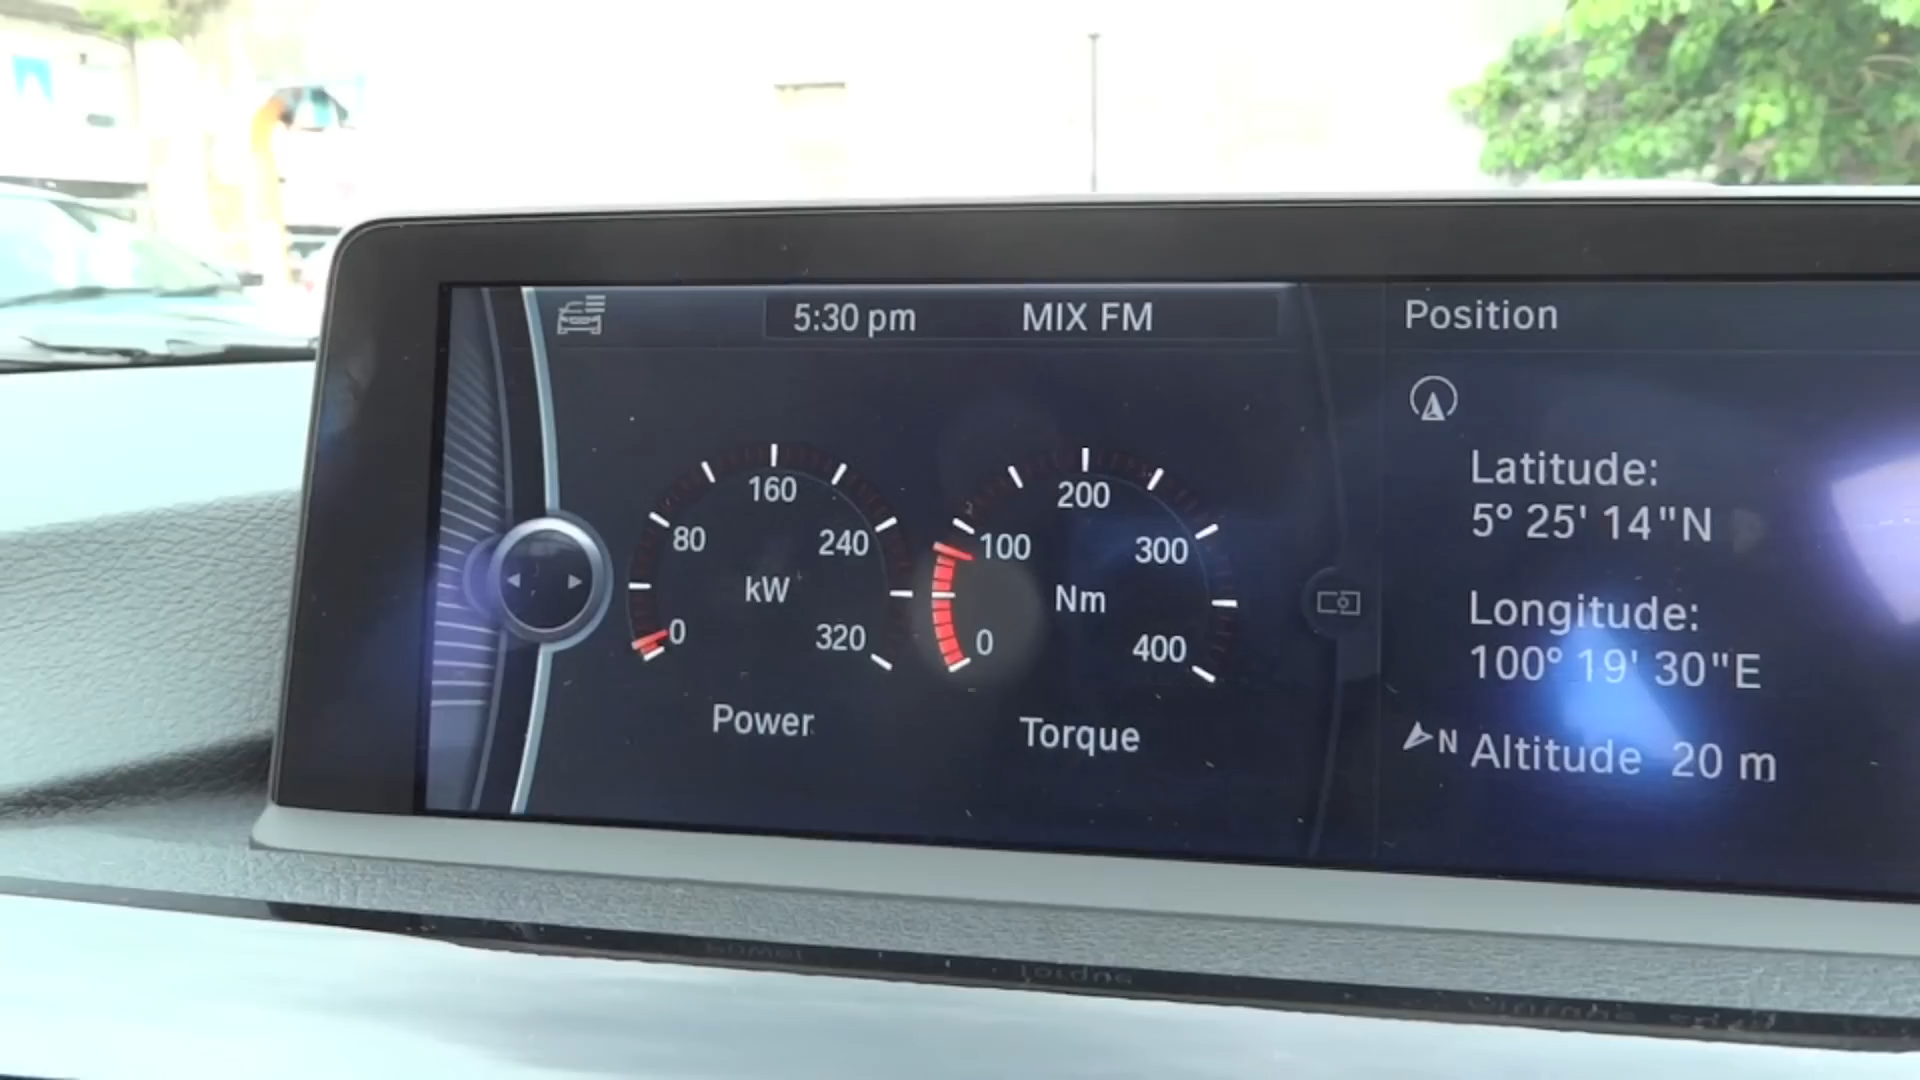 5:30 pm MIX FM
160
80 240
kW
0 320
Power
200
100 300
Nm
0 400
Torque
Position
Latitude:
5° 25' 14"N
Longitude:
100° 19' 30"E
N Altitude 20 m